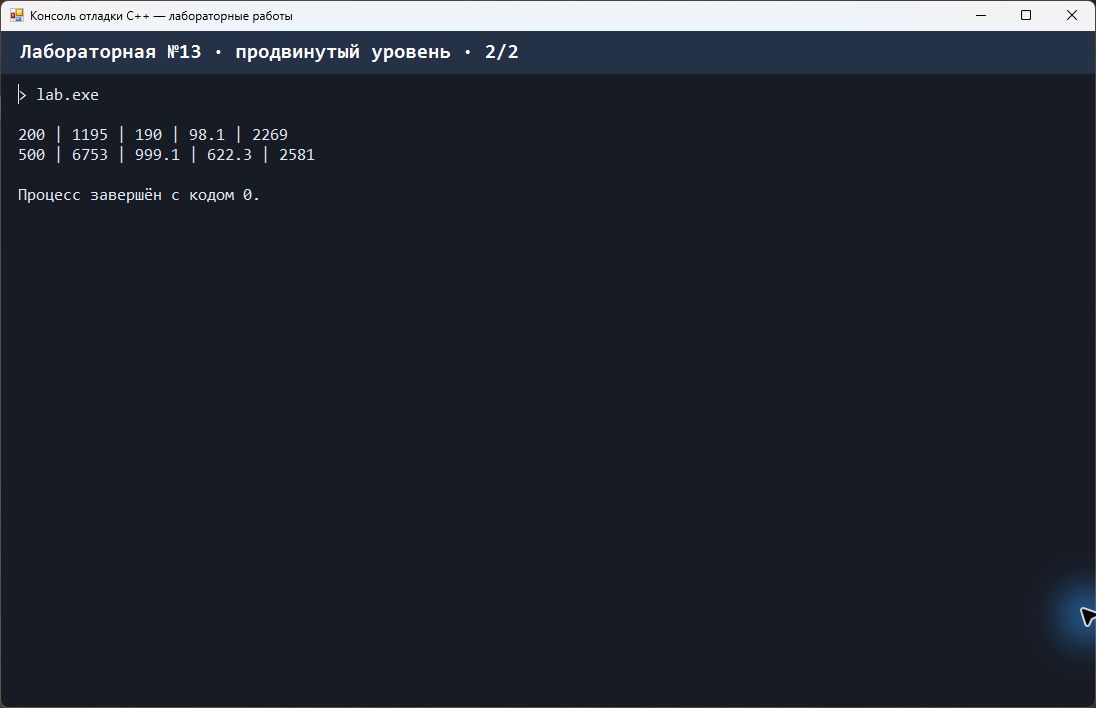 Консоль отладки C++ — лабораторные работы
Лабораторная №13 · продвинутый уровень · 2/2
> lab.exe
200 | 1195 | 190 | 98.1 | 2269
500 | 6753 | 999.1 | 622.3 | 2581
Процесс завершён с кодом 0.